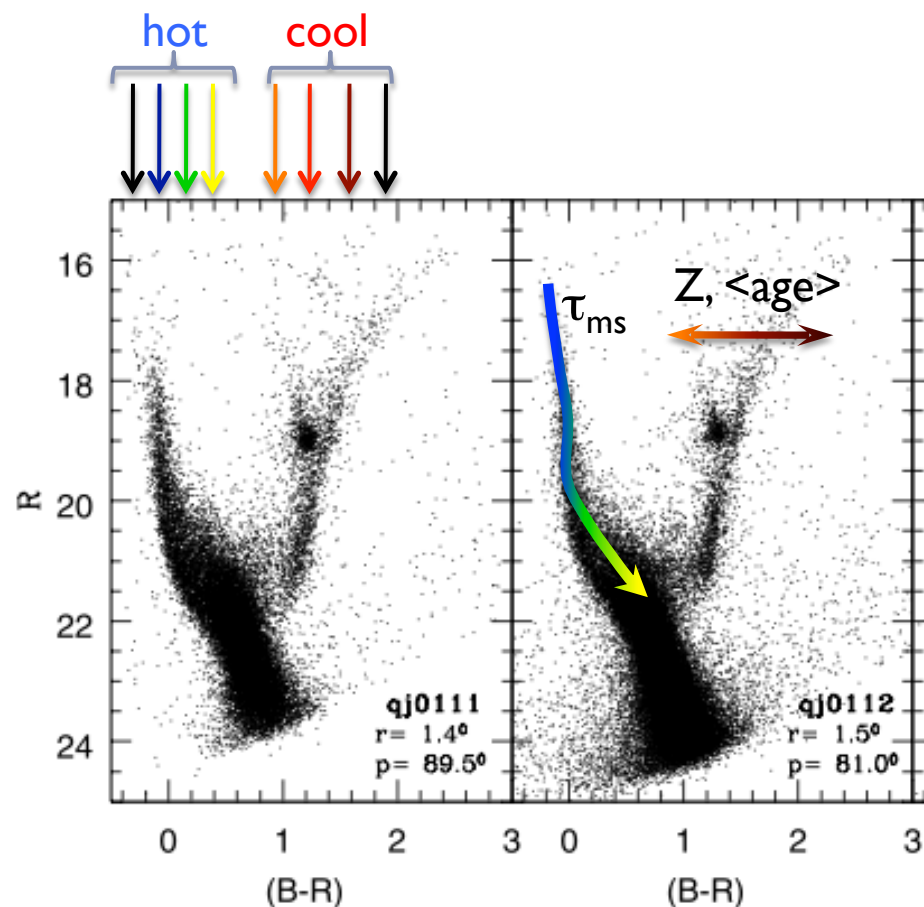 hot
cool
16
18
20
22
24
R
τms
Z, <age>
qj0111
r= 1.4⁰
p= 89.5⁰
qj0112
r= 1.5⁰
p= 81.0⁰
0
1
2
3
0
1
2
3
(B-R)
(B-R)